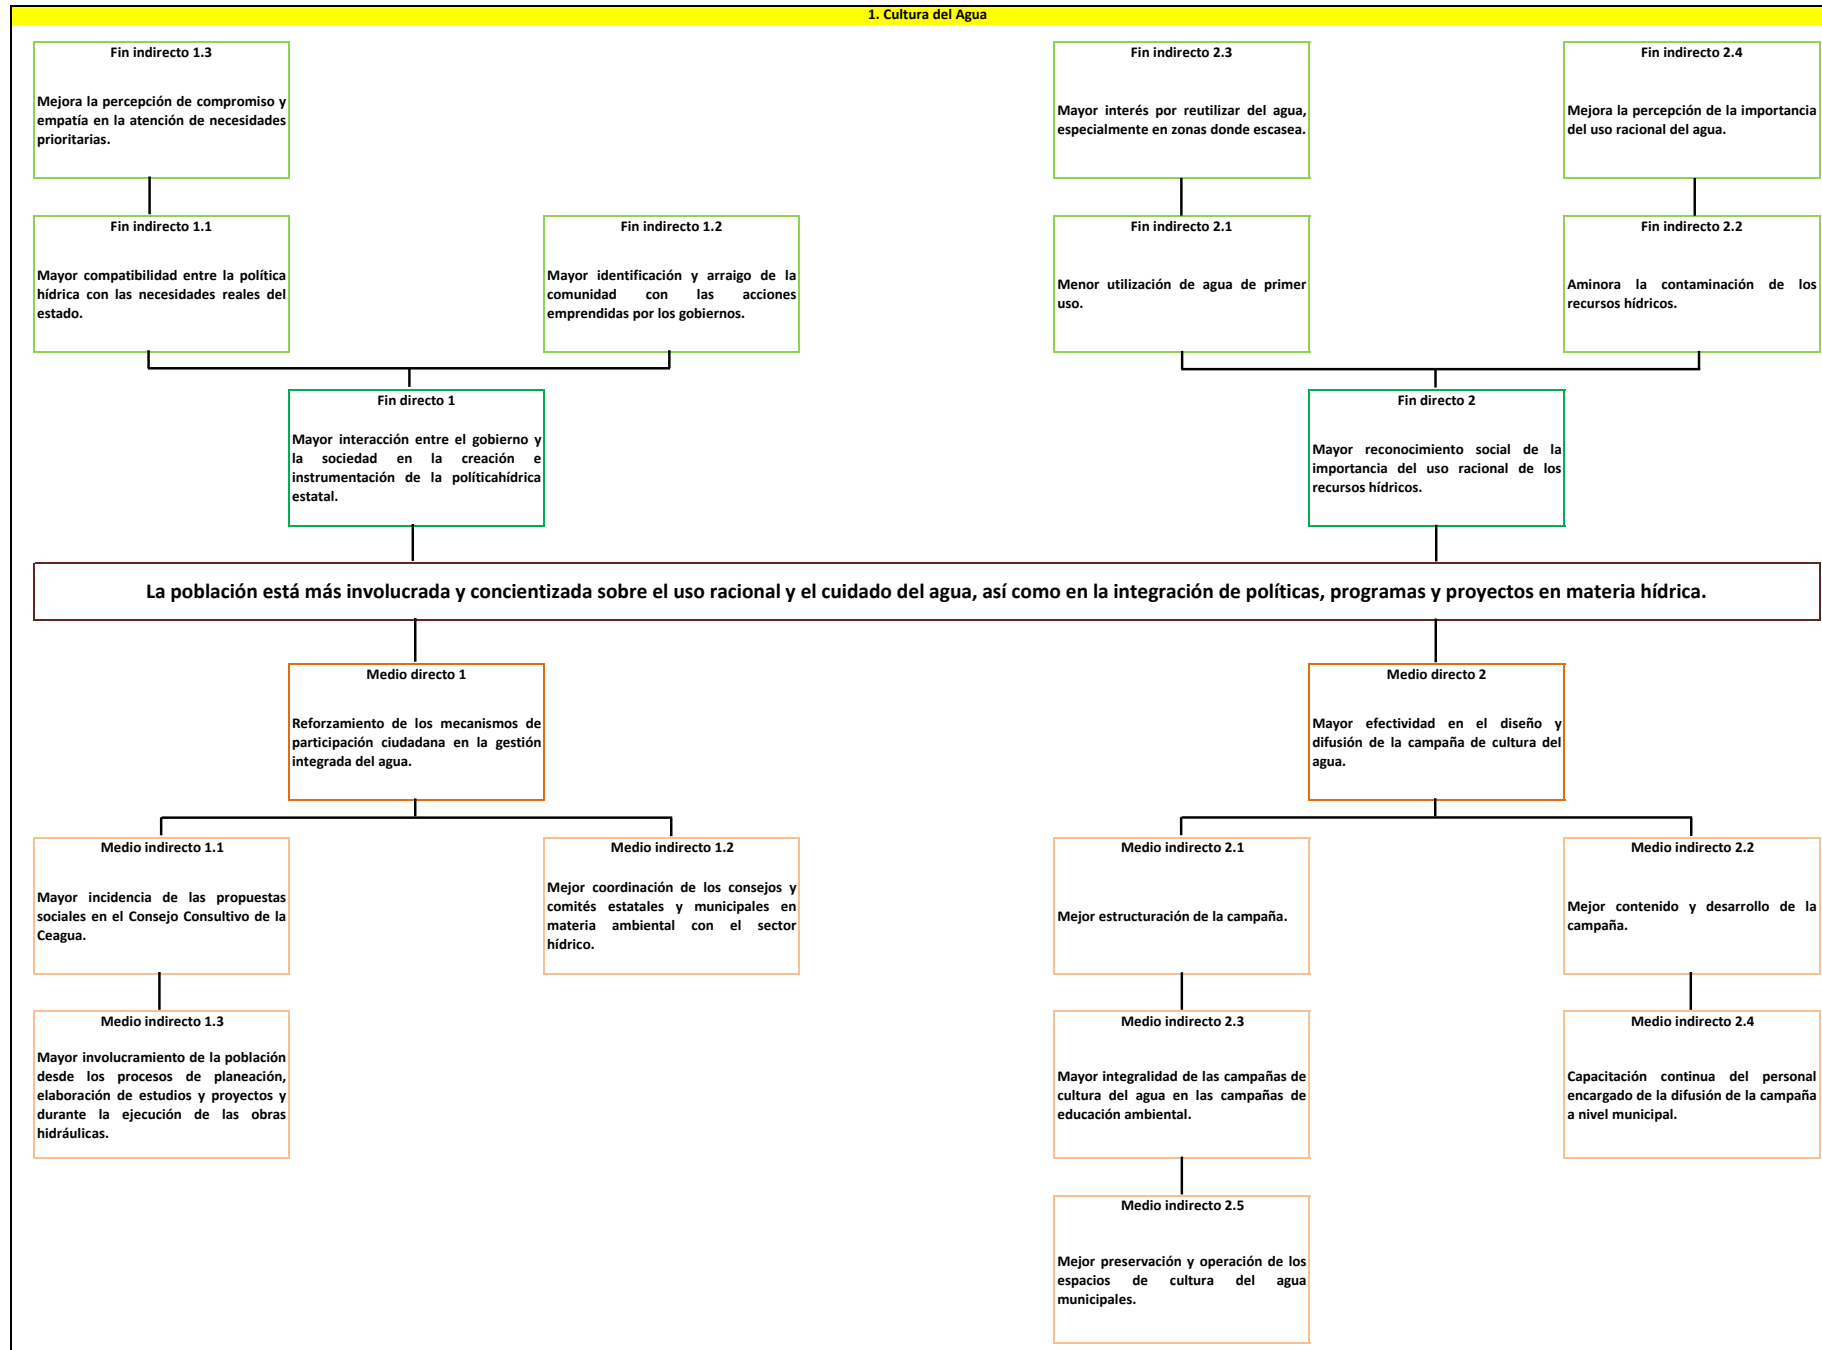 1. Cultura del Agua
Fin indirecto 1.3
Mejora la percepción de compromiso y
empatía en la atención de necesidades
prioritarias.
Fin indirecto 2.3
Mayor interés por reutilizar del agua,
especialmente en zonas donde escasea.
Fin indirecto 2.4
Mejora la percepción de la importancia
del uso racional del agua.
Fin indirecto 1.1
Mayor compatibilidad entre la política
hídrica con las necesidades reales del
estado.
Fin indirecto 1.2
Mayor identificación y arraigo de la
comunidad con las acciones
emprendidas por los gobiernos.
Fin indirecto 2.1
Menor utilización de agua de primer
uso.
Fin indirecto 2.2
Aminora la contaminación de los
recursos hídricos.
Fin directo 1
Mayor interacción entre el gobierno y
la sociedad en la creación e
instrumentación de la políticahídrica
estatal.
Fin directo 2
Mayor reconocimiento social de la
importancia del uso racional de los
recursos hídricos.
La población está más involucrada y concientizada sobre el uso racional y el cuidado del agua, así como en la integración de políticas, programas y proyectos en materia hídrica.
Medio directo 1
Reforzamiento de los mecanismos de
participación ciudadana en la gestión
integrada del agua.
Medio directo 2
Mayor efectividad en el diseño y
difusión de la campaña de cultura del
agua.
Medio indirecto 1.1
Mayor incidencia de las propuestas
sociales en el Consejo Consultivo de la
Ceagua.
Medio indirecto 1.2
Mejor coordinación de los consejos y
comités estatales y municipales en
materia ambiental con el sector
hídrico.
Medio indirecto 2.1
Mejor estructuración de la campaña.
Medio indirecto 2.2
Mejor contenido y desarrollo de la
campaña.
Medio indirecto 1.3
Mayor involucramiento de la población
desde los procesos de planeación,
elaboración de estudios y proyectos y
durante la ejecución de las obras
hidráulicas.
Medio indirecto 2.3
Mayor integralidad de las campañas de
cultura del agua en las campañas de
educación ambiental.
Medio indirecto 2.4
Capacitación continua del personal
encargado de la difusión de la campaña
a nivel municipal.
Medio indirecto 2.5
Mejor preservación y operación de los
espacios de cultura del agua
municipales.